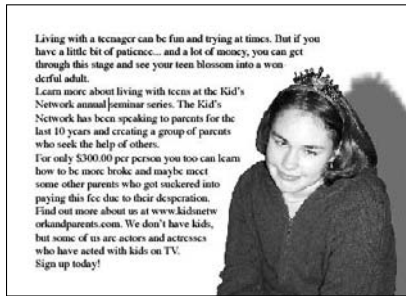 Living with a teenager can be fun and trying at times. But if you
have a little bit of patience... and a lot of money, you can get
through this stage and see your teen blossom into a won-
derful adult.
Learn more about living with teens at the Kid's
Network annual seminar series. The Kid's
Network has been speaking to parents for the
last 10 years and creating a group of parents
who seek the help of others.
For only $300.00 per person you too can learn
how to be more broke and maybe meet
some other parents who got suckered into
paying this fee due to their desperation.
Find out more about us at www.kidsnetw
orkandparents.com. We don't have kids,
but some of us are actors and actresses
who have acted with kids on TV.
Sign up today!